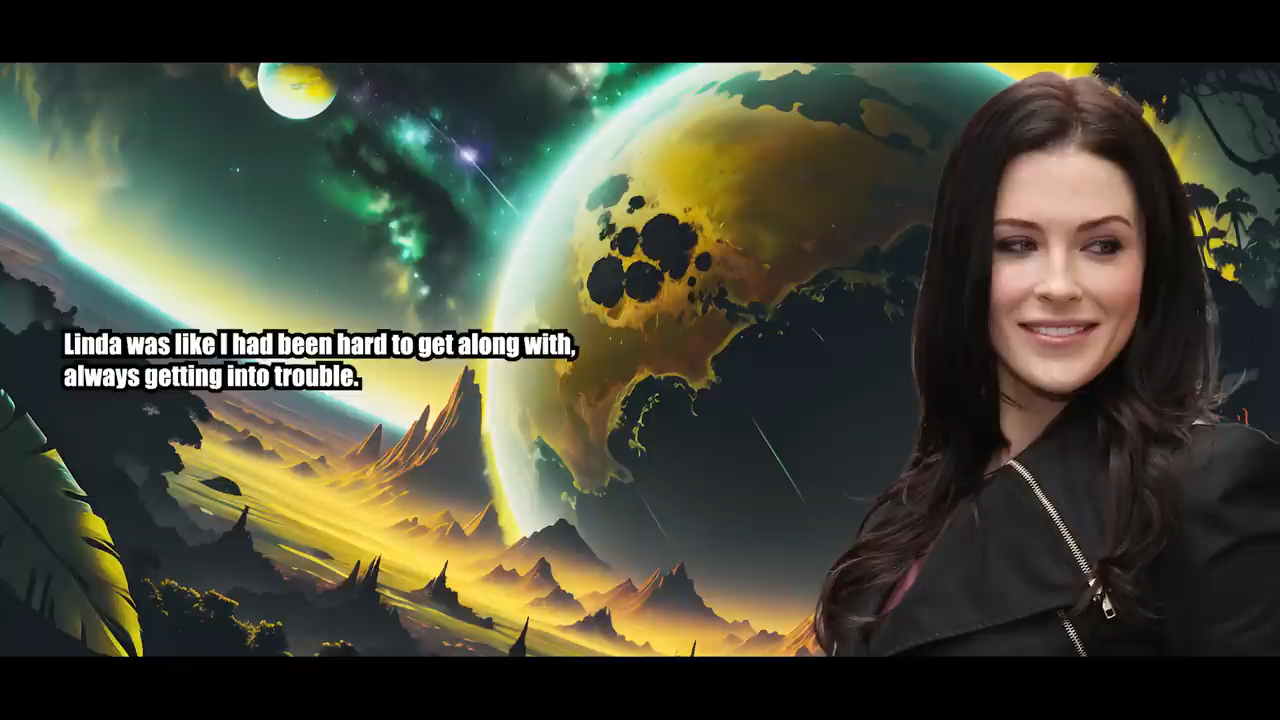 Linda was like I had been hard to get along with,
always getting into trouble.